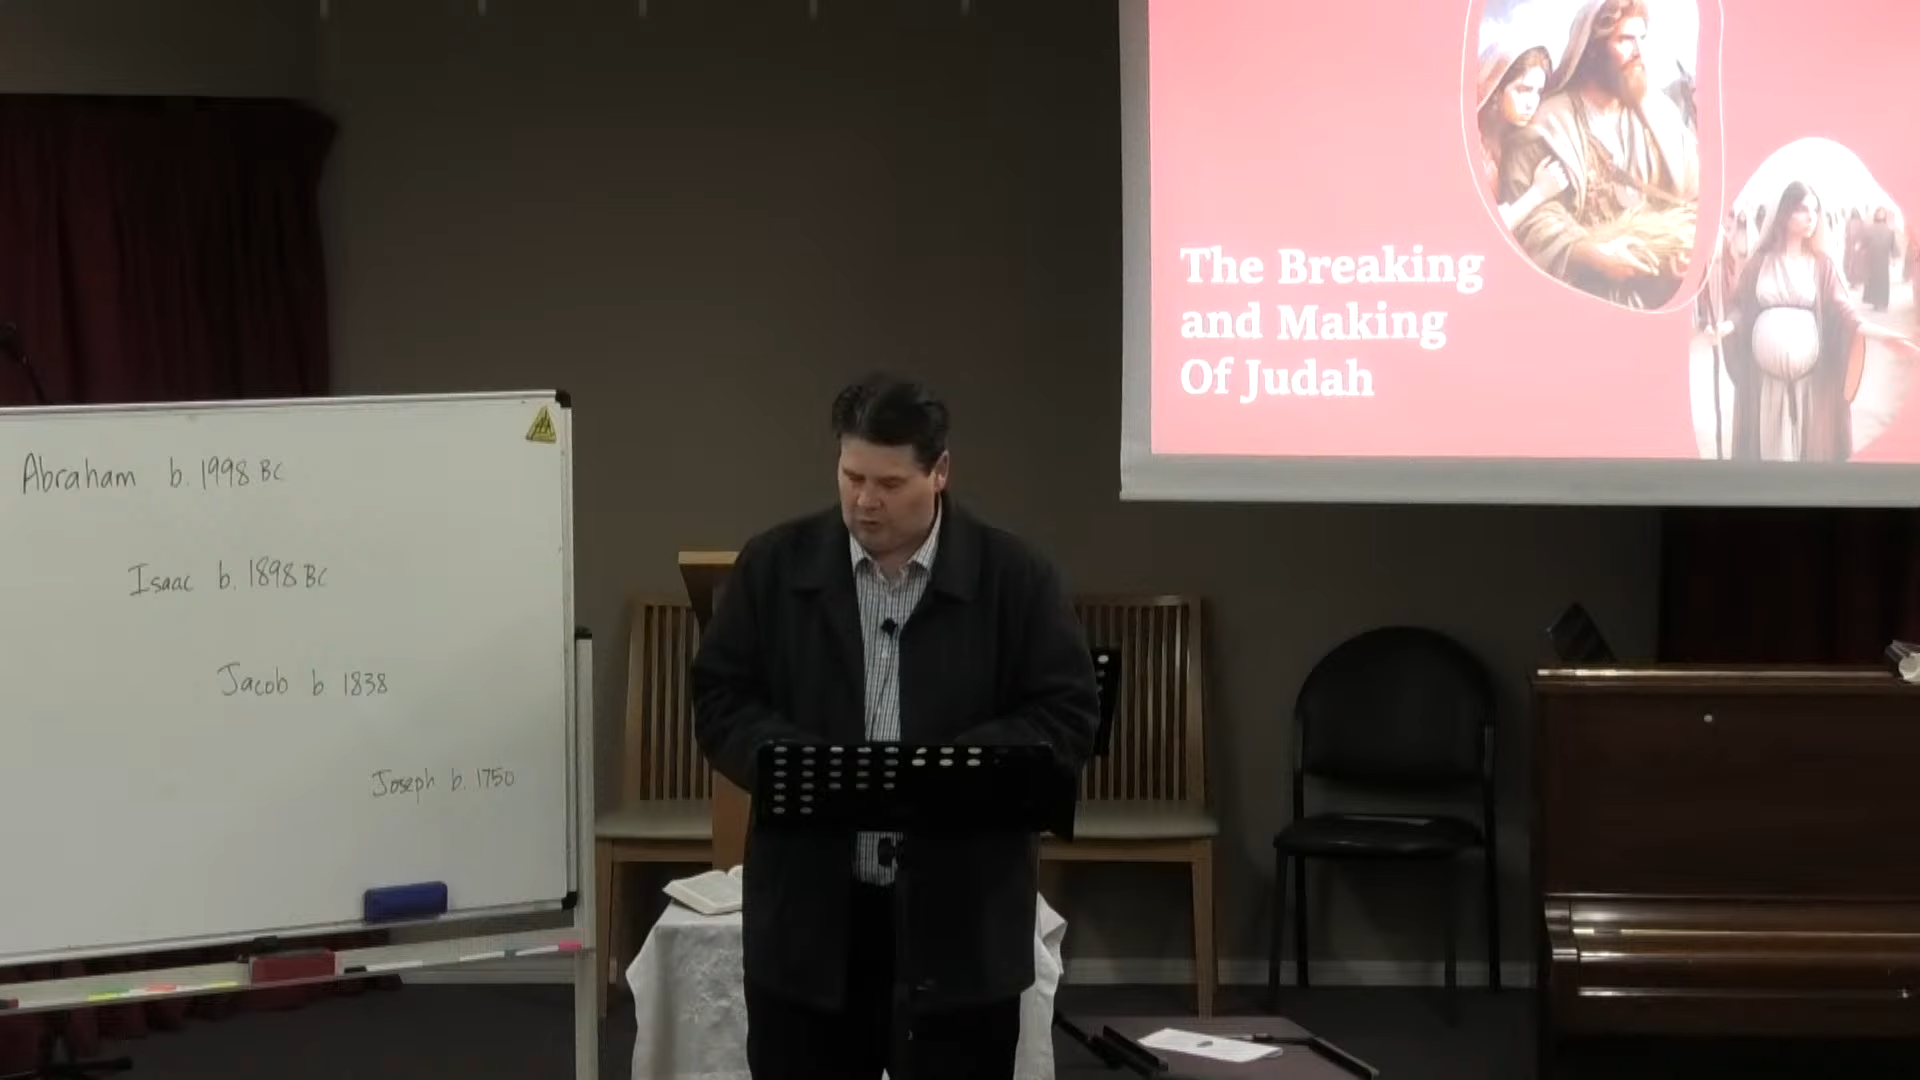 Abraham b. 1998 BC
Isaac b. 1898 BC
Jacob b 1838
Joseph b. 1750
The Breaking
and Making
Of Judah